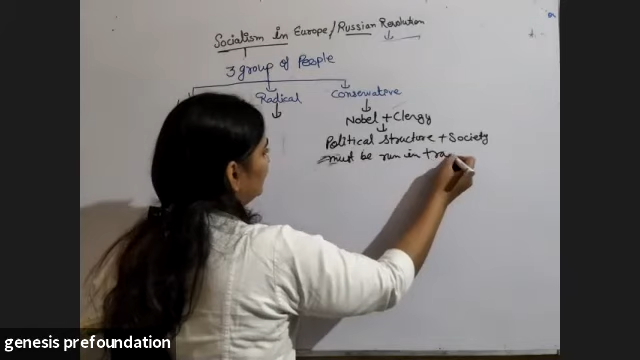 Socialism in Europe/Russian Revolution
3 group of People
Radical
Conservative
Nobel + Clergy
Political Structure + Society
must be run in tra
genesis prefoundation